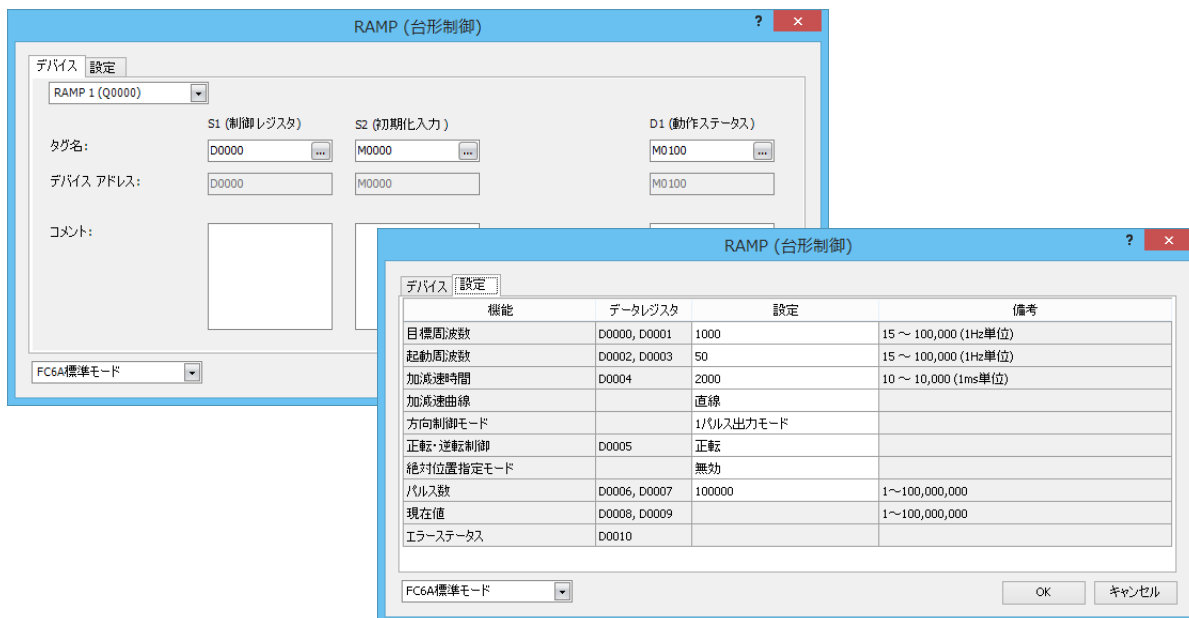 RAMP (台形制御)
? ×
デバイス 設定
RAMP 1 (Q0000)
S1 (制御レジスタ) S2 (初期化入力) D1 (動作ステータス)
タグ名: D0000 ... M0000 ... M0100 ...
デバイス アドレス: D0000 M0000 M0100
コメント:
FC6A標準モード
RAMP (台形制御)
? ×
デバイス 設定
機能 データレジスタ 設定 備考
目標周波数 D0000, D0001 1000 15 ～ 100,000 (1Hz単位)
起動周波数 D0002, D0003 50 15 ～ 100,000 (1Hz単位)
加減速時間 D0004 2000 10 ～ 10,000 (1ms単位)
加減速曲線 直線
方向制御モード 1パルス出力モード
正転・逆転制御 D0005 正転
絶対位置指定モード 無効
パルス数 D0006, D0007 100000 1～100,000,000
現在値 D0008, D0009 1～100,000,000
エラーステータス D0010
FC6A標準モード OK キャンセル